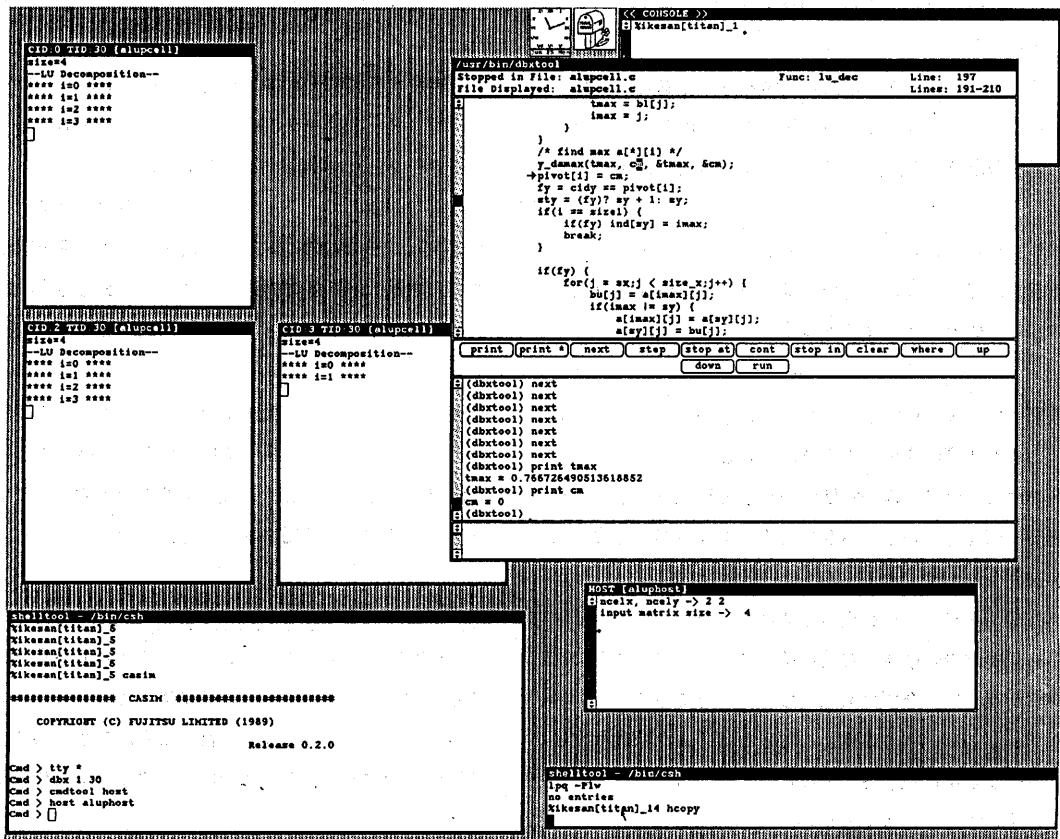 << CONSOLE >>
%ikesan[titan]_1
CID:0 TID:30 [alupcell]
size=4
--LU Decomposition--
**** i=0 ****
**** i=1 ****
**** i=2 ****
**** i=3 ****
/usr/bin/dbxtool
Stopped in File: alupcell.c Func: lu_dec Line: 197
File Displayed: alupcell.c Lines: 191-210
tmax = bl[j];
imax = j;
}
}
/* find max a[*][i] */
y_damax(tmax, cm, &tmax, &cm);
pivot[i] = cm;
fy = cidy == pivot[i];
sty = (fy)? sy + 1: sy;
if(i == size1) {
if(fy) ind[sy] = imax;
break;
}
if(fy) {
for(j = sx;j < size_x;j++) {
bu[j] = a[imax][j];
if(imax != sy) {
a[imax][j] = a[sy][j];
a[sy][j] = bu[j];
print print * next step stop at cont stop in clear where up
down run
(dbxtool) next
(dbxtool) next
(dbxtool) next
(dbxtool) next
(dbxtool) next
(dbxtool) next
(dbxtool) next
(dbxtool) print tmax
tmax = 0.766726490513618852
(dbxtool) print cm
cm = 0
(dbxtool)
CID:2 TID:30 [alupcell]
size=4
--LU Decomposition--
**** i=0 ****
**** i=1 ****
**** i=2 ****
**** i=3 ****
CID:3 TID:30 [alupcell]
size=4
--LU Decomposition--
**** i=0 ****
**** i=1 ****
HOST [aluphost]
ncelx, ncely -> 2 2
input matrix size -> 4
shelltool - /bin/csh
%ikesan[titan]_5
%ikesan[titan]_5
%ikesan[titan]_5
%ikesan[titan]_5
%ikesan[titan]_5 casim
################ CASIM ########################
COPYRIGHT (C) FUJITSU LIMITED (1989)
Release 0.2.0
Cmd > tty *
Cmd > dbx 1.30
Cmd > cmdtool host
Cmd > host aluphost
Cmd >
shelltool - /bin/csh
lpq -Plw
no entries
%ikesan[titan]_14 hcopy